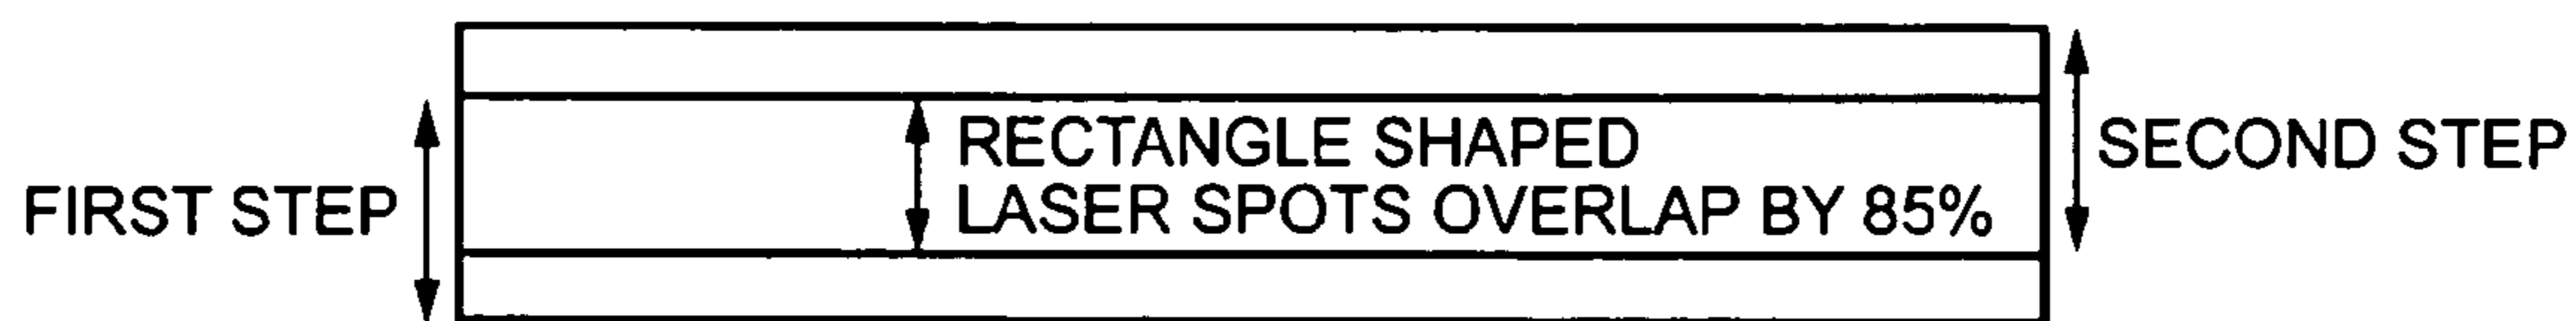 FIRST STEP
RECTANGLE SHAPED
LASER SPOTS OVERLAP BY 85%
SECOND STEP